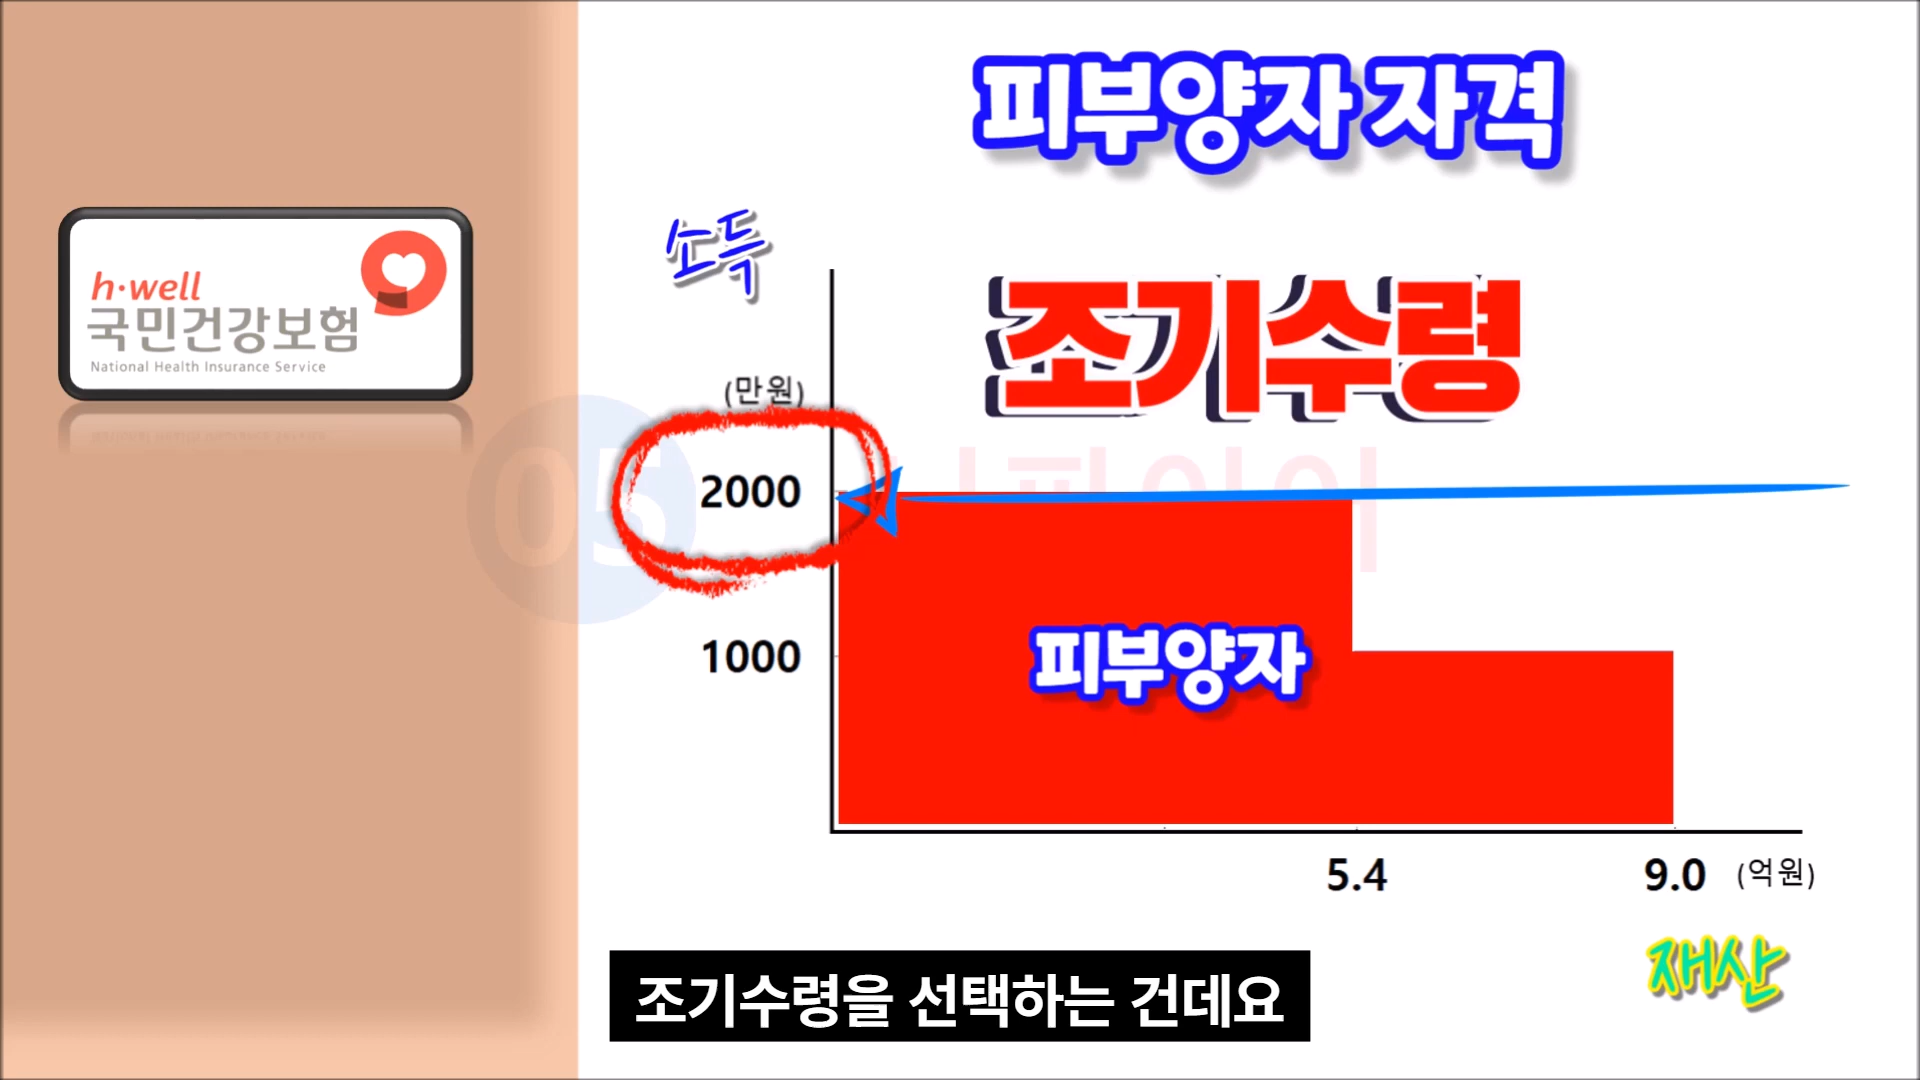 피부양자 자격
소득
조기수령
h·well
국민건강보험
National Health Insurance Service
(만원)
2000
05
1000
피부양자
5.4
9.0
(억원)
재산
조기수령을 선택하는 건데요